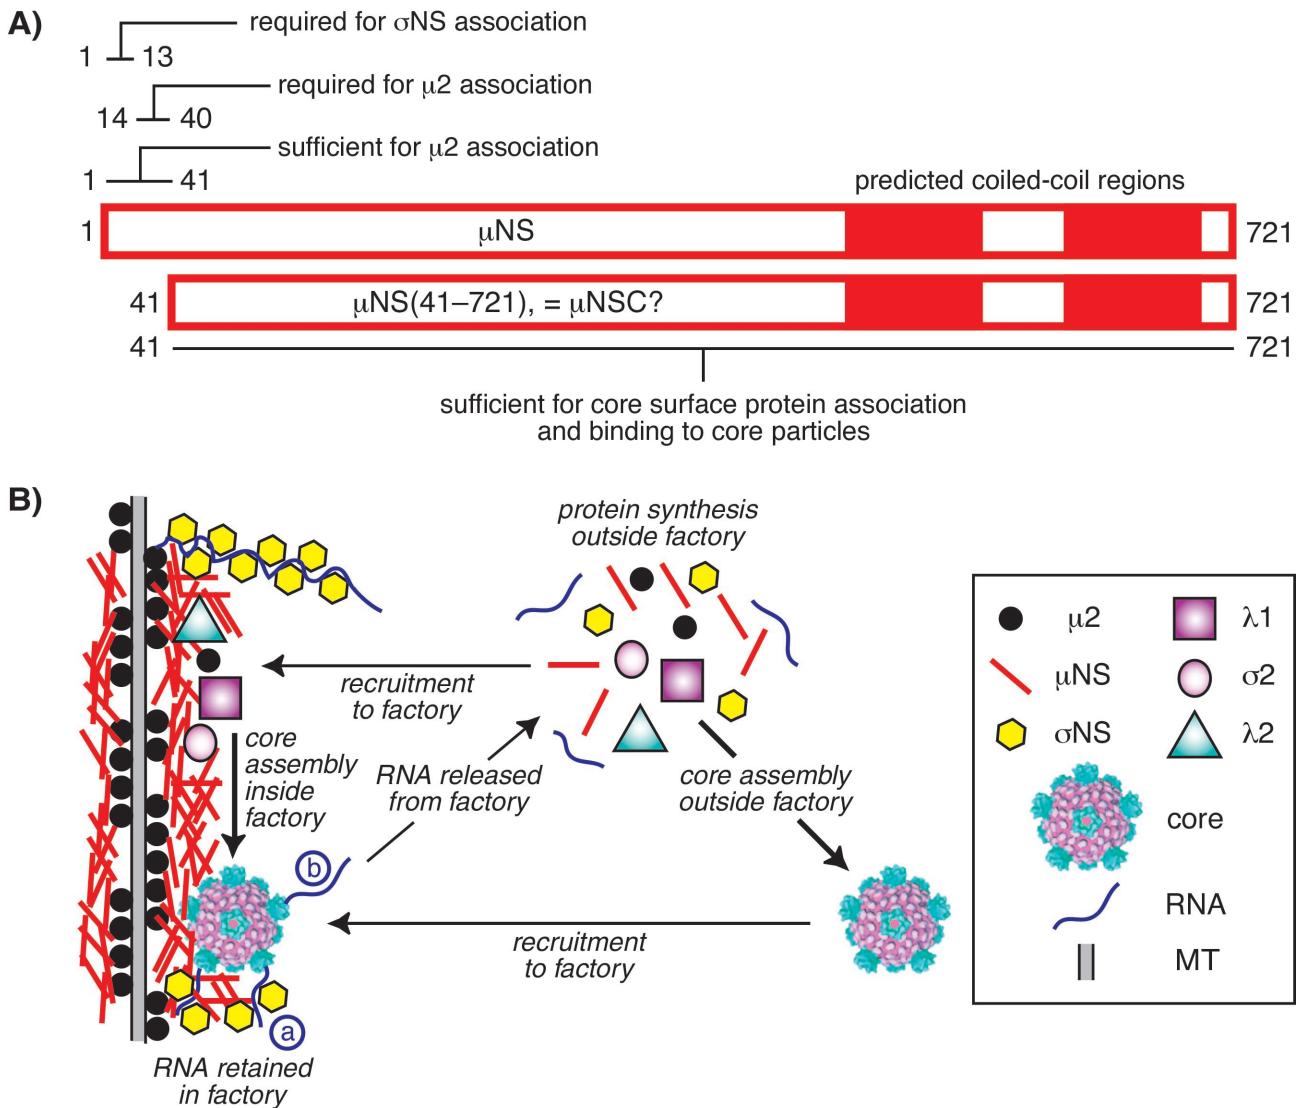 A)
required for σNS association
1 13
required for μ2 association
14 40
sufficient for μ2 association
1 41
predicted coiled-coil regions
1 μNS 721
41 μNS(41–721), = μNSC? 721
41 721
sufficient for core surface protein association
and binding to core particles
B)
protein synthesis
outside factory
recruitment
to factory
core
assembly
inside
factory
RNA released
from factory
core assembly
outside factory
b
recruitment
to factory
a
RNA retained
in factory
μ2 λ1
μNS σ2
σNS λ2
core
RNA
MT